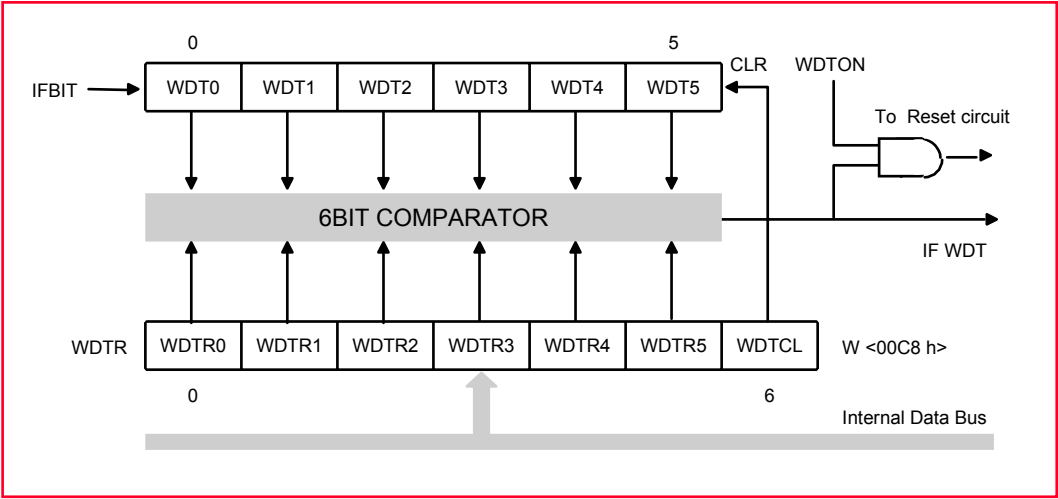 0 5
CLR WDTON
IFBIT WDT0 WDT1 WDT2 WDT3 WDT4 WDT5
To Reset circuit
6BIT COMPARATOR
IF WDT
WDTR WDTR0 WDTR1 WDTR2 WDTR3 WDTR4 WDTR5 WDTCL W <00C8 h>
0 6
Internal Data Bus